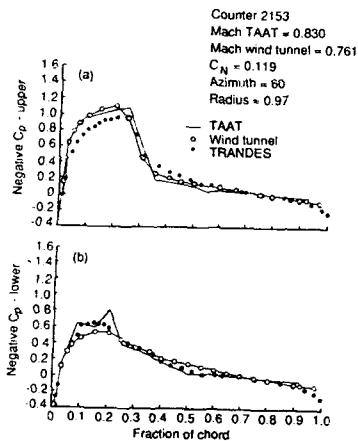 Counter 2153
Mach TAAT = 0.830
Mach wind tunnel = 0.761
C_N = 0.119
Azimuth = 60
Radius = 0.97
TAAT
Wind tunnel
TRANDES
(a)
Negative C_p - upper
1.6
1.4
1.2
1.0
0.8
0.6
0.4
0.2
0
-0.2
-0.4
(b)
Negative C_p - lower
1.6
1.4
1.2
1.0
0.8
0.6
0.4
0.2
0
-0.2
-0.4
0 0.1 0.2 0.3 0.4 0.5 0.6 0.7 0.8 0.9 1.0
Fraction of chord